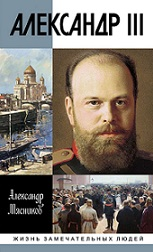 АЛЕКСАНДР III
Александр
Мясников
ЖИЗНЬ ЗАМЕЧАТЕЛЬНЫХ ЛЮДЕЙ